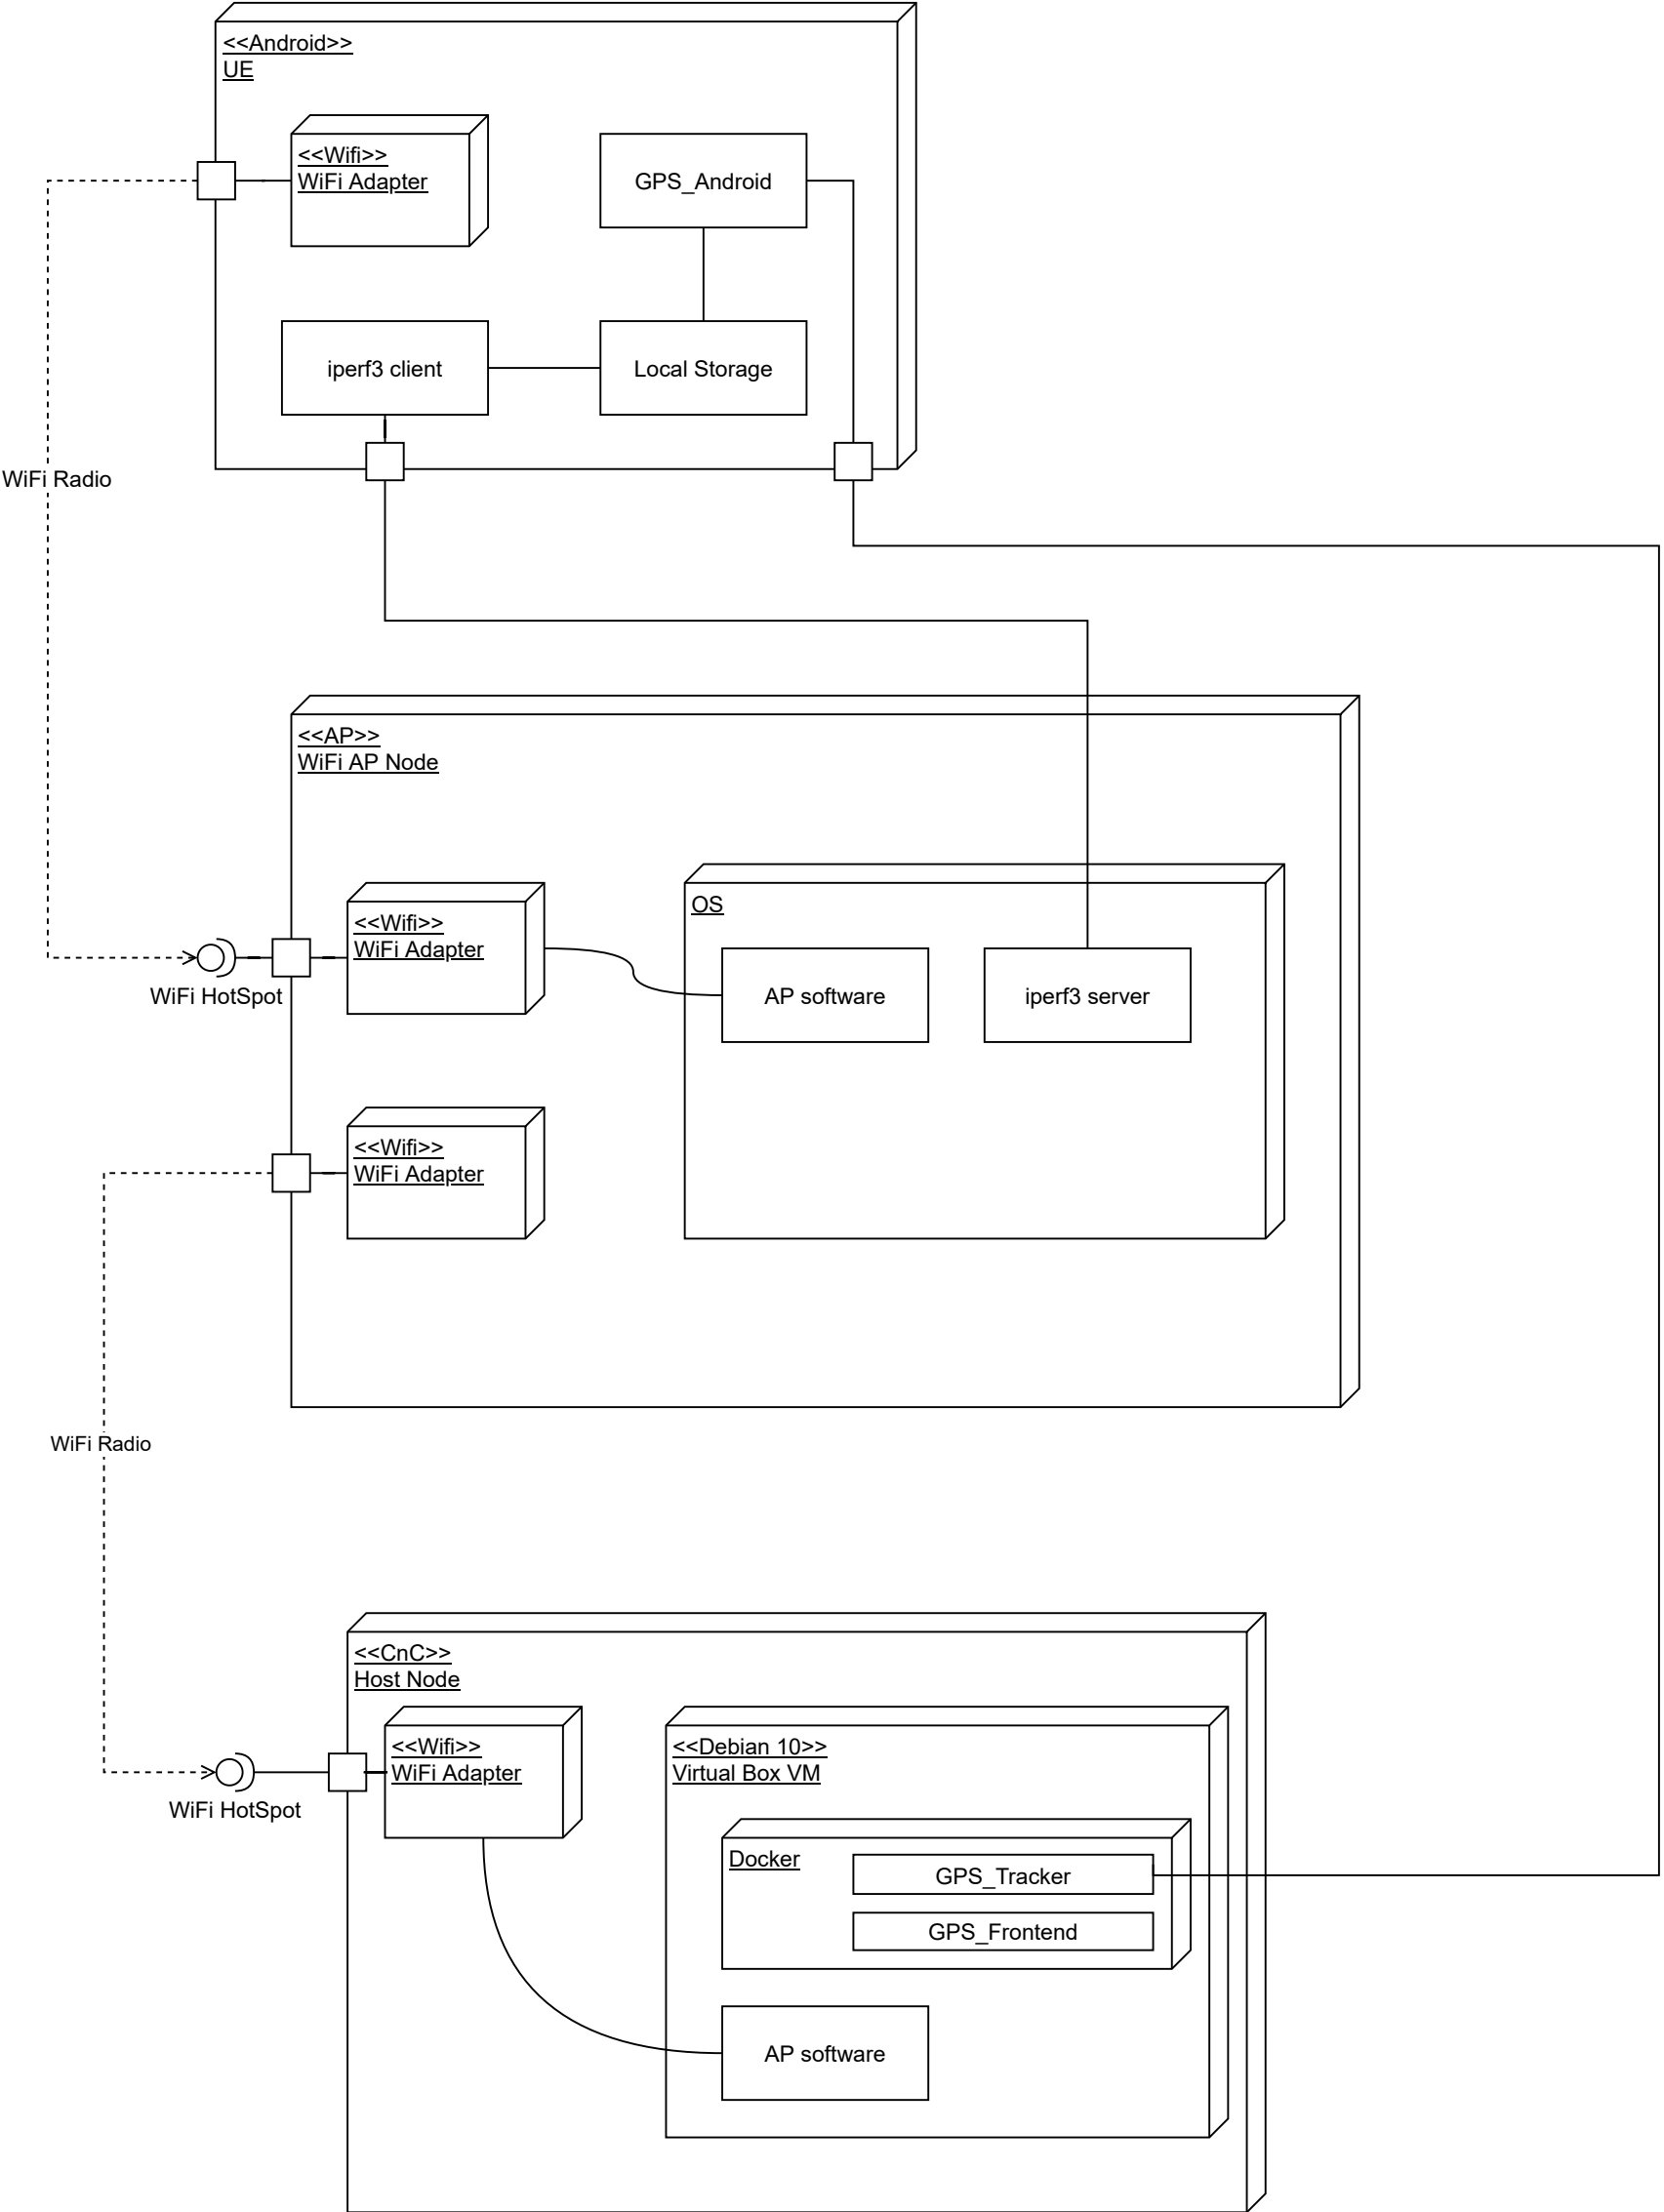 <<Android>>
UE
<<Wifi>>
WiFi Adapter
GPS_Android
iperf3 client
Local Storage
WiFi Radio
<<AP>>
WiFi AP Node
<<Wifi>>
WiFi Adapter
OS
AP software
iperf3 server
WiFi HotSpot
<<Wifi>>
WiFi Adapter
WiFi Radio
<<CnC>>
Host Node
<<Wifi>>
WiFi Adapter
<<Debian 10>>
Virtual Box VM
WiFi HotSpot
Docker
GPS_Tracker
GPS_Frontend
AP software